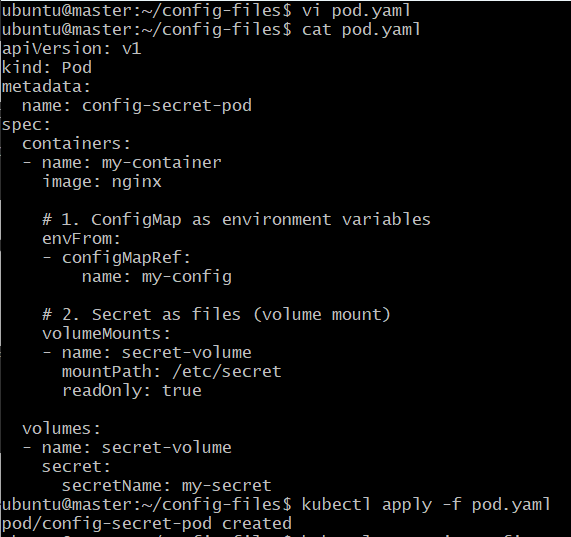 ubuntu@master:~/config-files$ vi pod.yaml
ubuntu@master:~/config-files$ cat pod.yaml
apiVersion: v1
kind: Pod
metadata:
  name: config-secret-pod
spec:
  containers:
  - name: my-container
    image: nginx

    # 1. ConfigMap as environment variables
    envFrom:
    - configMapRef:
        name: my-config

    # 2. Secret as files (volume mount)
    volumeMounts:
    - name: secret-volume
      mountPath: /etc/secret
      readOnly: true

  volumes:
  - name: secret-volume
    secret:
      secretName: my-secret
ubuntu@master:~/config-files$ kubectl apply -f pod.yaml
pod/config-secret-pod created